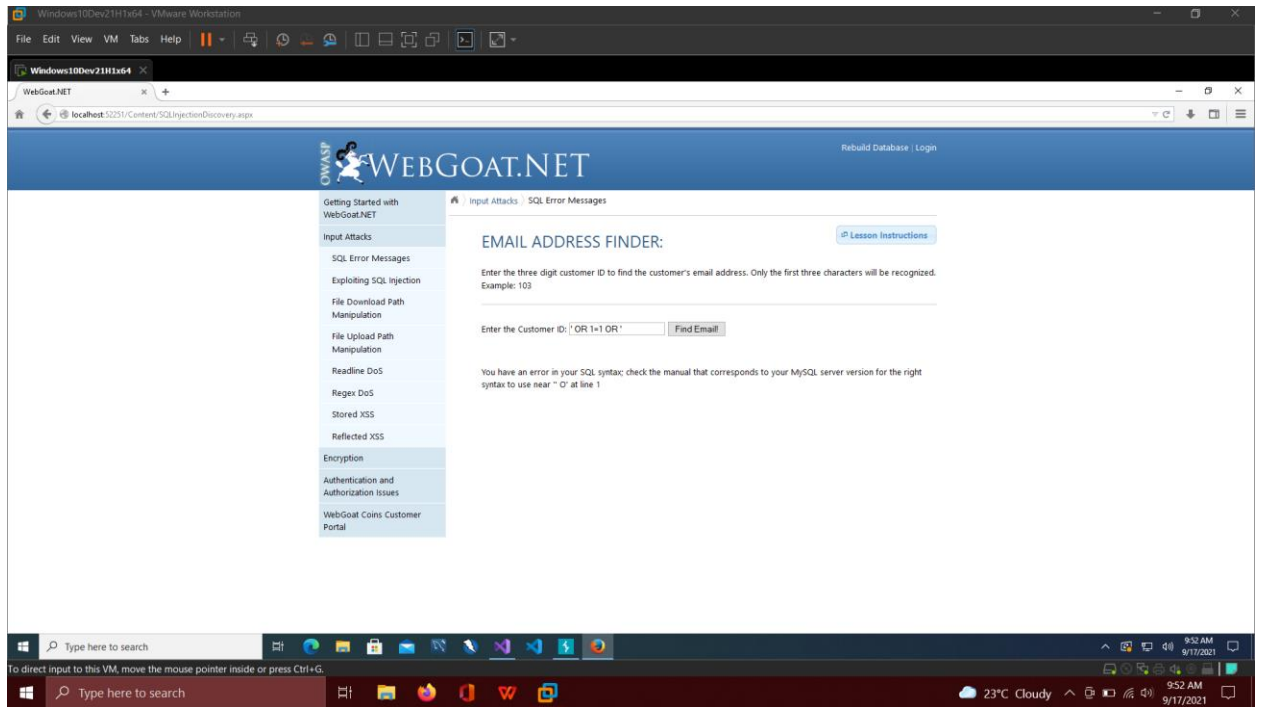 Windows10Dev21H1x64 - VMware Workstation
File Edit View VM Tabs Help
Windows10Dev21H1x64
WebGoat.NET
localhost:52251/Content/SQLInjectionDiscovery.aspx
OWASP
WEBGOAT.NET
Rebuild Database | Login
Getting Started with
WebGoat.NET
Input Attacks
SQL Error Messages
Exploiting SQL Injection
File Download Path
Manipulation
File Upload Path
Manipulation
Readline DoS
Regex DoS
Stored XSS
Reflected XSS
Encryption
Authentication and
Authorization Issues
WebGoat Coins Customer
Portal
Input Attacks SQL Error Messages
EMAIL ADDRESS FINDER:
Lesson Instructions
Enter the three digit customer ID to find the customer's email address. Only the first three characters will be recognized.
Example: 103
Enter the Customer ID: ' OR 1=1 OR ' Find Email!
You have an error in your SQL syntax; check the manual that corresponds to your MySQL server version for the right
syntax to use near '' O' at line 1
Type here to search
9:52 AM
9/17/2021
To direct input to this VM, move the mouse pointer inside or press Ctrl+G.
Type here to search
23°C Cloudy
9:52 AM
9/17/2021